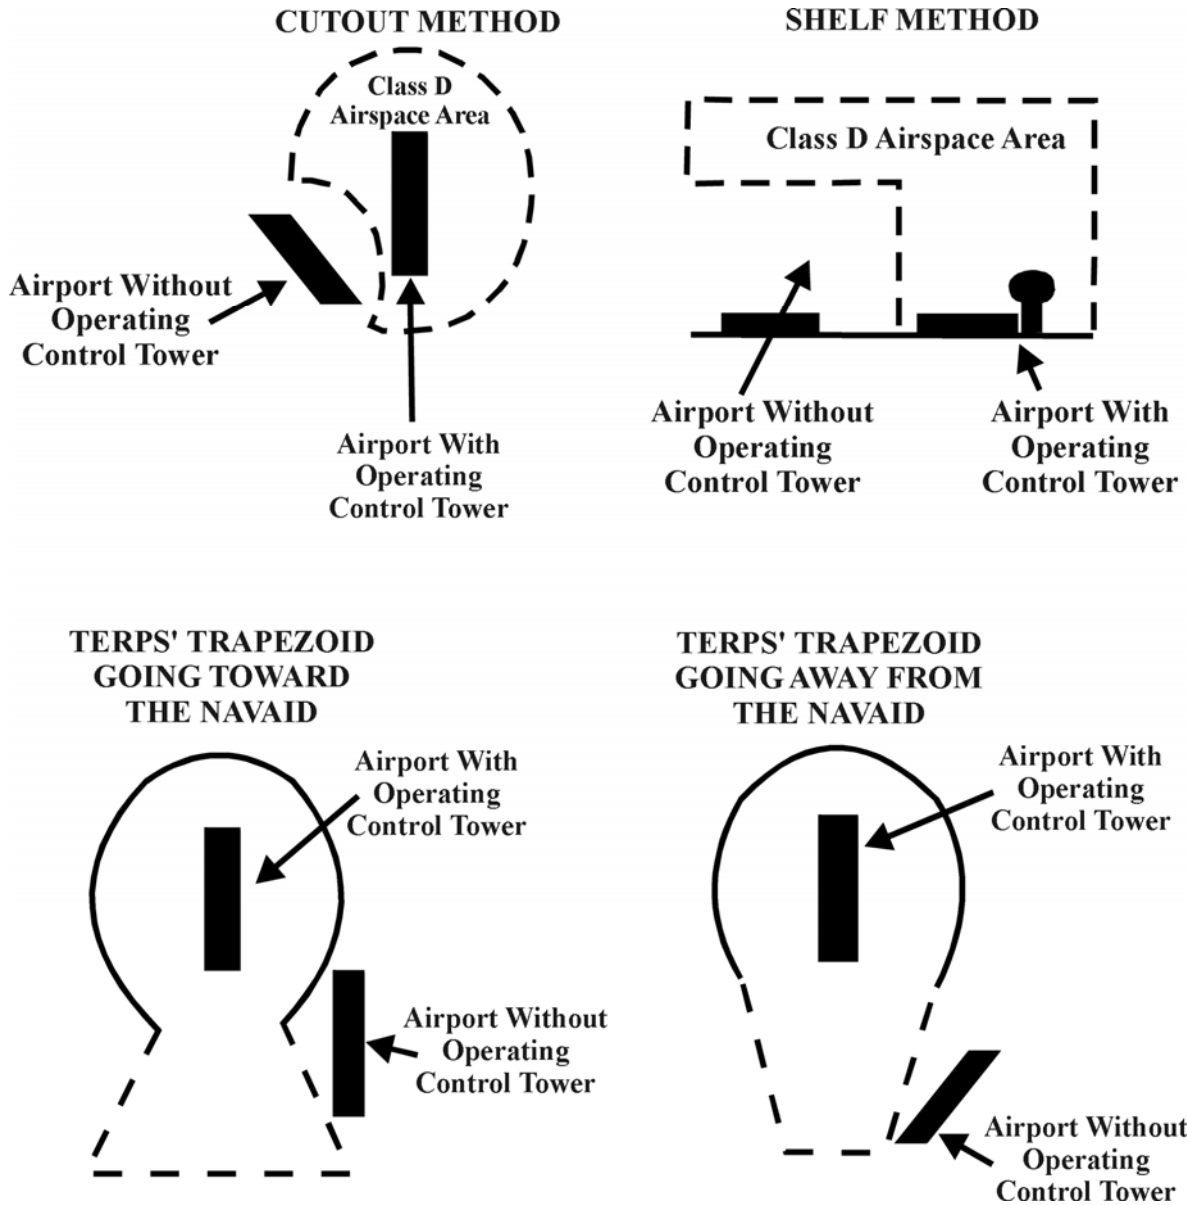 CUTOUT METHOD
Class D
Airspace Area
Airport Without
Operating
Control Tower
Airport With
Operating
Control Tower
SHELF METHOD
Class D Airspace Area
Airport Without
Operating
Control Tower
Airport With
Operating
Control Tower
TERPS' TRAPEZOID
GOING TOWARD
THE NAVAID
Airport With
Operating
Control Tower
Airport Without
Operating
Control Tower
TERPS' TRAPEZOID
GOING AWAY FROM
THE NAVAID
Airport With
Operating
Control Tower
Airport Without
Operating
Control Tower